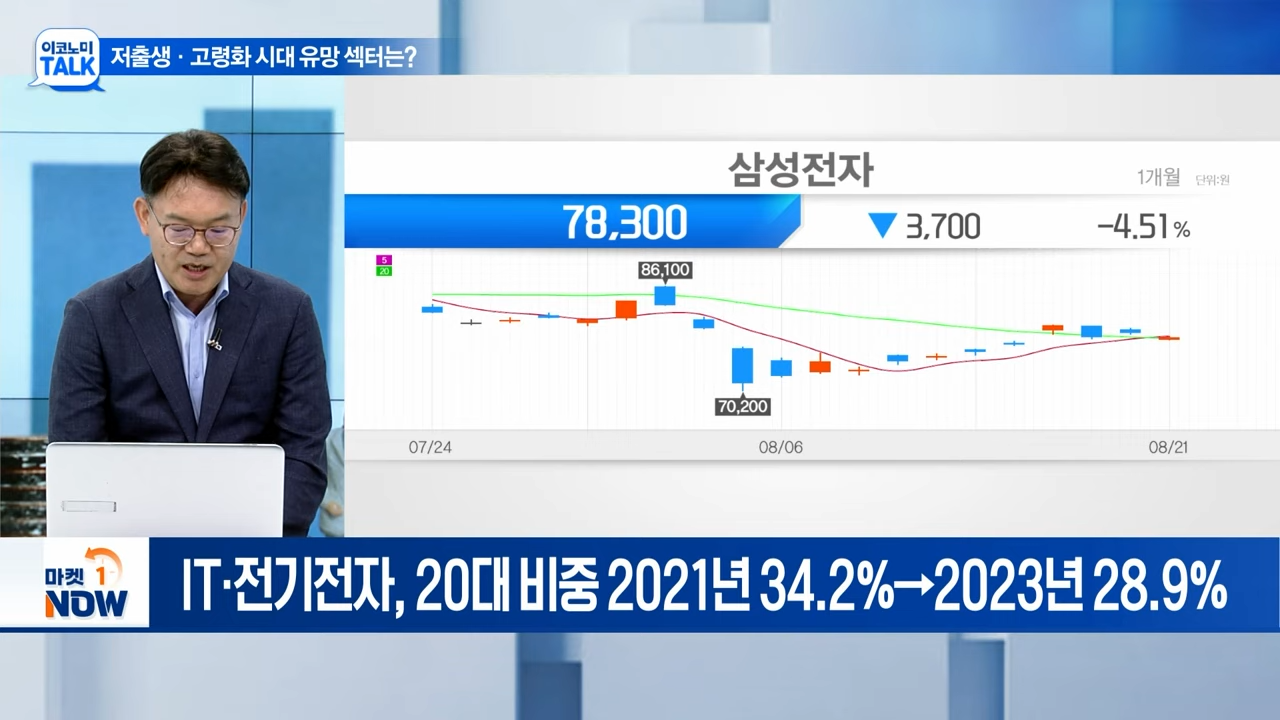 이코노미
TALK
저출생·고령화 시대 유망 섹터는?
삼성전자
1개월 단위:원
78,300 ▼ 3,700 -4.51%
5
20
86,100
70,200
07/24 08/06 08/21
마켓 1
NOW
IT·전기전자, 20대 비중 2021년 34.2%→2023년 28.9%